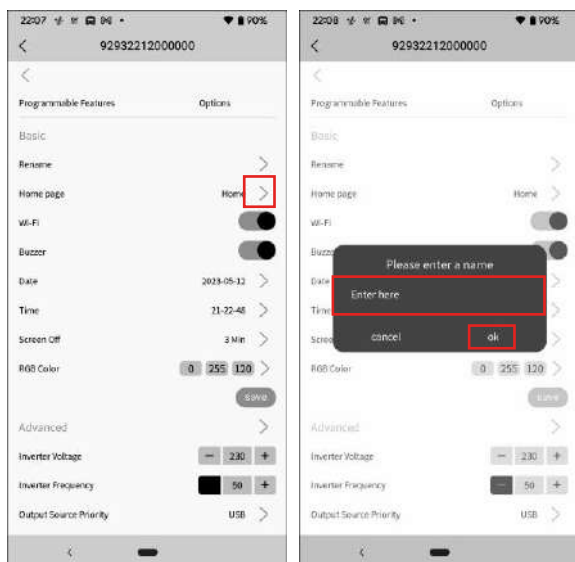 22:07 90%
92932212000000
Programmable Features Options
Basic
Rename
Home page Home
Wi-Fi
Buzzer
Date 2023-05-12
Time 21-22-48
Screen Off 3 Min
RGB Color 0 255 120
save
Advanced
Inverter Voltage − 230 +
Inverter Frequency 50 +
Output Source Priority USB
22:08 90%
92932212000000
Programmable Features Options
Basic
Rename
Home page Home
Wi-Fi
Buzze
Please enter a name
Date
Enter here
Time
Scree
cancel ok
RGB Color 0 255 120
save
Advanced
Inverter Voltage − 230 +
Inverter Frequency − 50 +
Output Source Priority USB